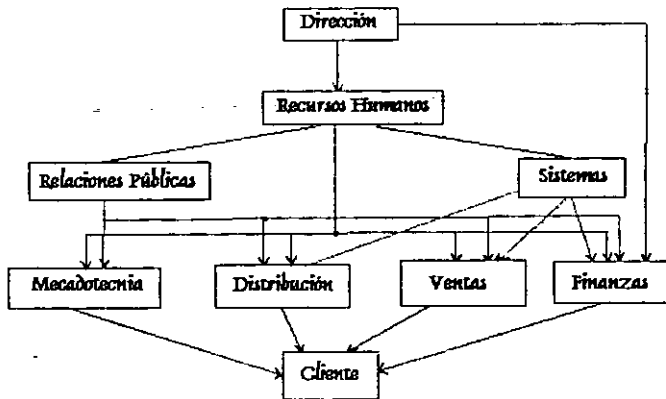 Dirección
Recursos Humanos
Relaciones Públicas
Sistemas
Mecadotecnia
Distribución
Ventas
Finanzas
Cliente